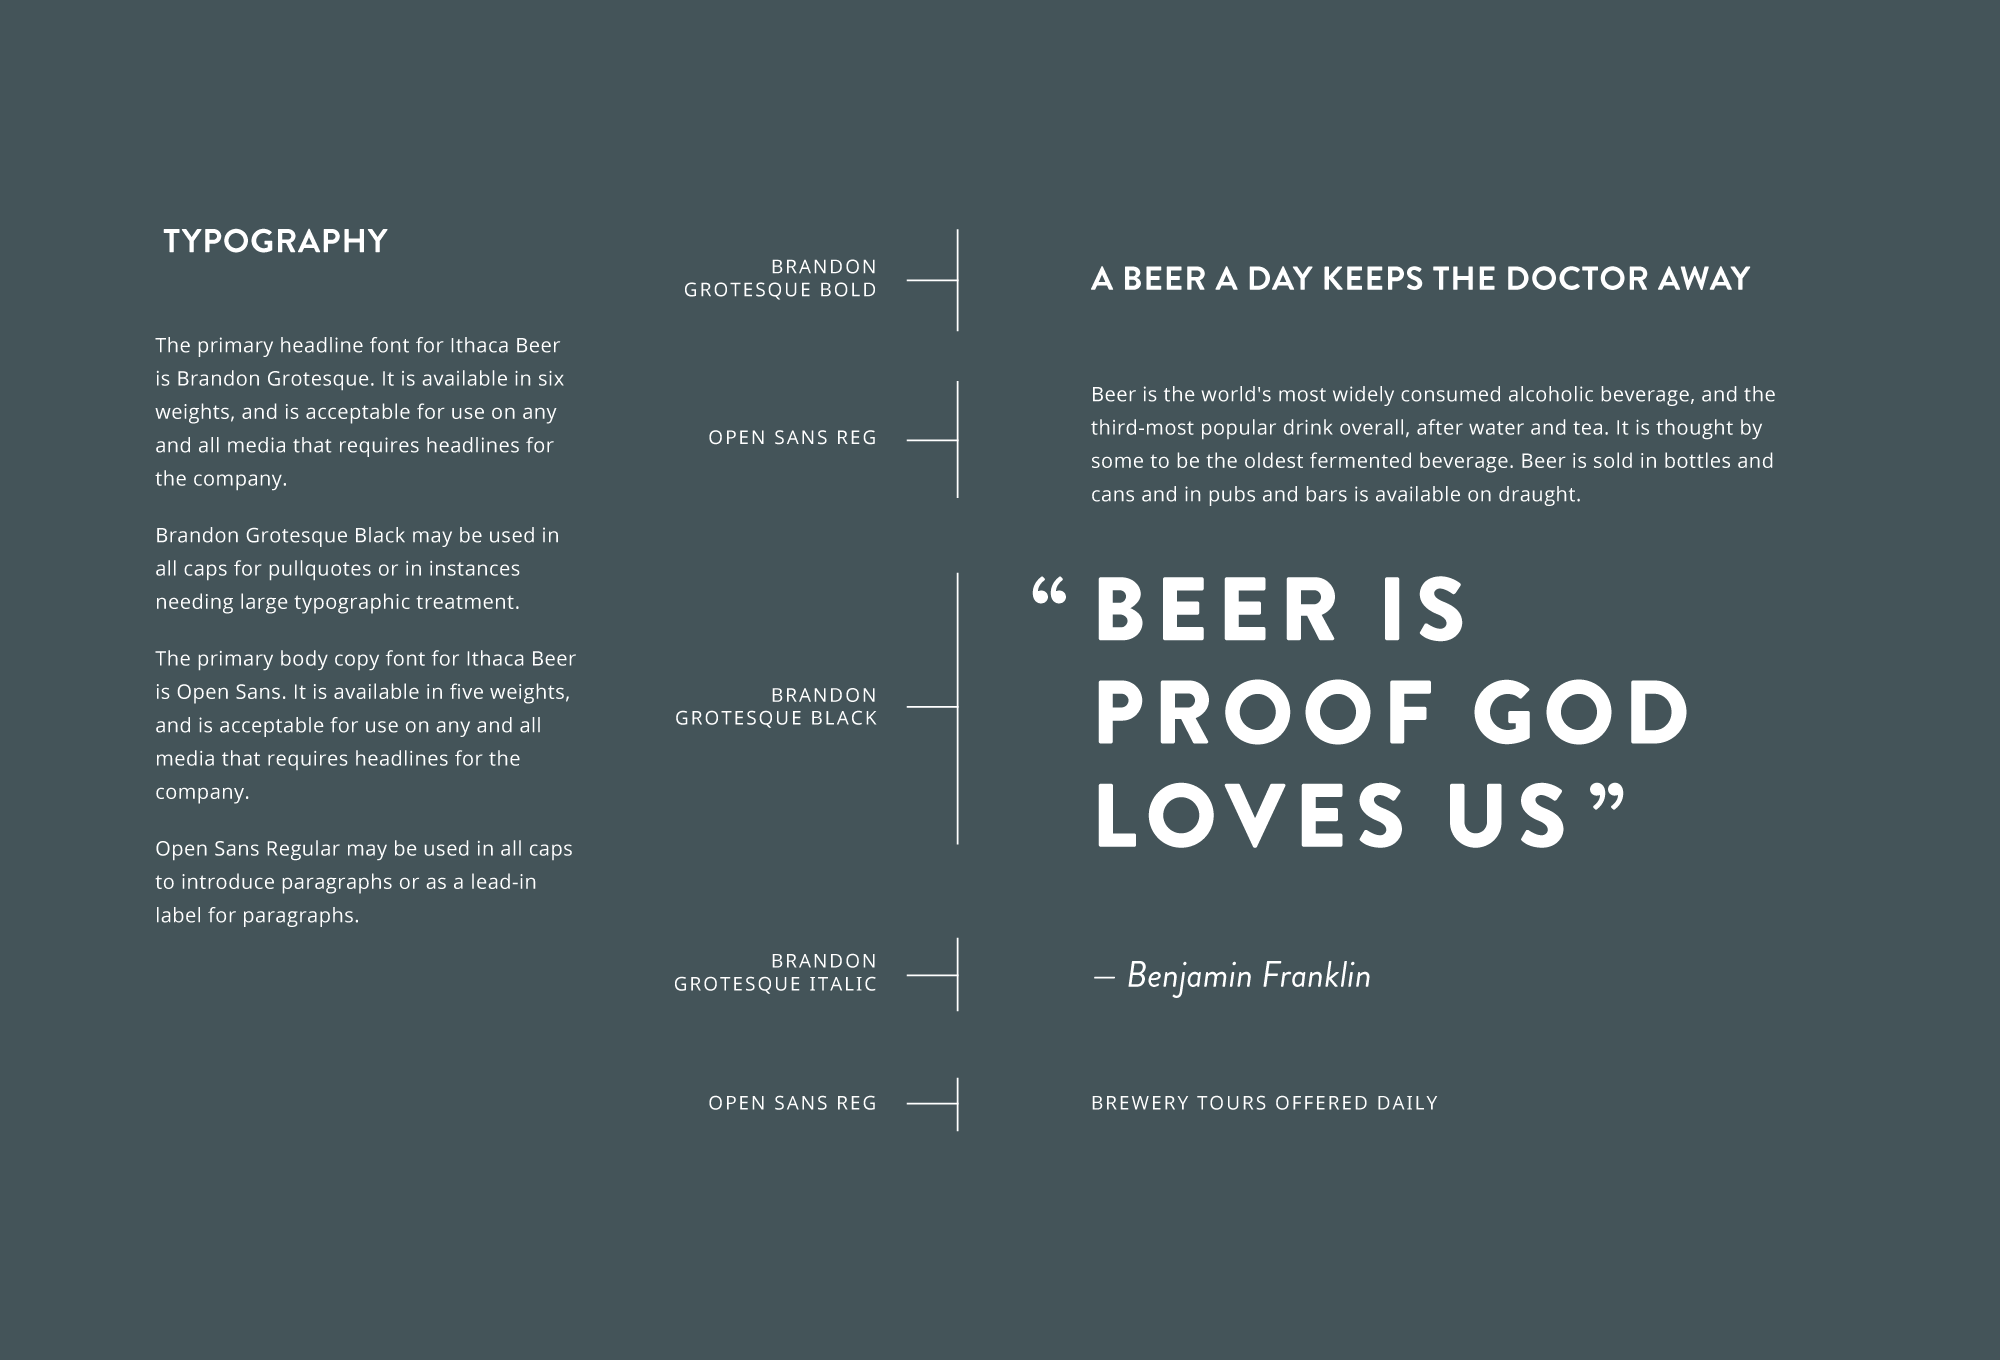 TYPOGRAPHY
The primary headline font for Ithaca Beer
is Brandon Grotesque. It is available in six
weights, and is acceptable for use on any
and all media that requires headlines for
the company.
Brandon Grotesque Black may be used in
all caps for pullquotes or in instances
needing large typographic treatment.
The primary body copy font for Ithaca Beer
is Open Sans. It is available in five weights,
and is acceptable for use on any and all
media that requires headlines for the
company.
Open Sans Regular may be used in all caps
to introduce paragraphs or as a lead-in
label for paragraphs.
BRANDON
GROTESQUE BOLD
A BEER A DAY KEEPS THE DOCTOR AWAY
OPEN SANS REG
Beer is the world's most widely consumed alcoholic beverage, and the
third-most popular drink overall, after water and tea. It is thought by
some to be the oldest fermented beverage. Beer is sold in bottles and
cans and in pubs and bars is available on draught.
BRANDON
GROTESQUE BLACK
“ BEER IS
PROOF GOD
LOVES US ”
BRANDON
GROTESQUE ITALIC
— Benjamin Franklin
OPEN SANS REG
BREWERY TOURS OFFERED DAILY